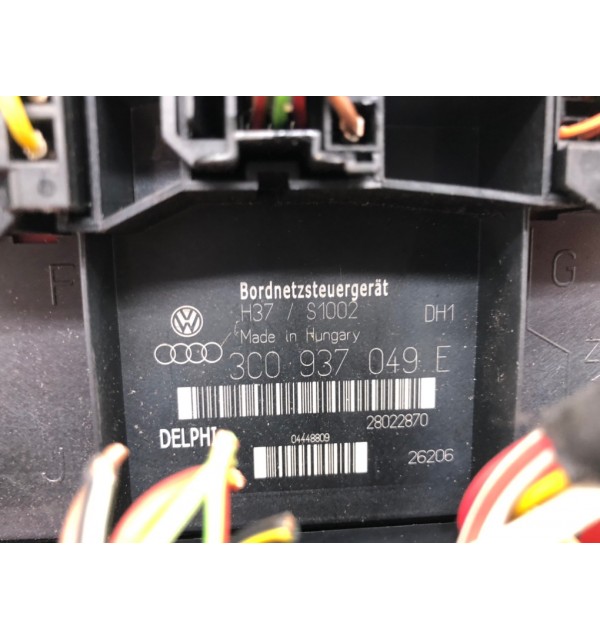 Bordnetzsteuergerät
H37 / S1002 DH1
Made in Hungary
3C0 937 049 E
28022870
DELPHI
04448809
26206
F
G
J
Z